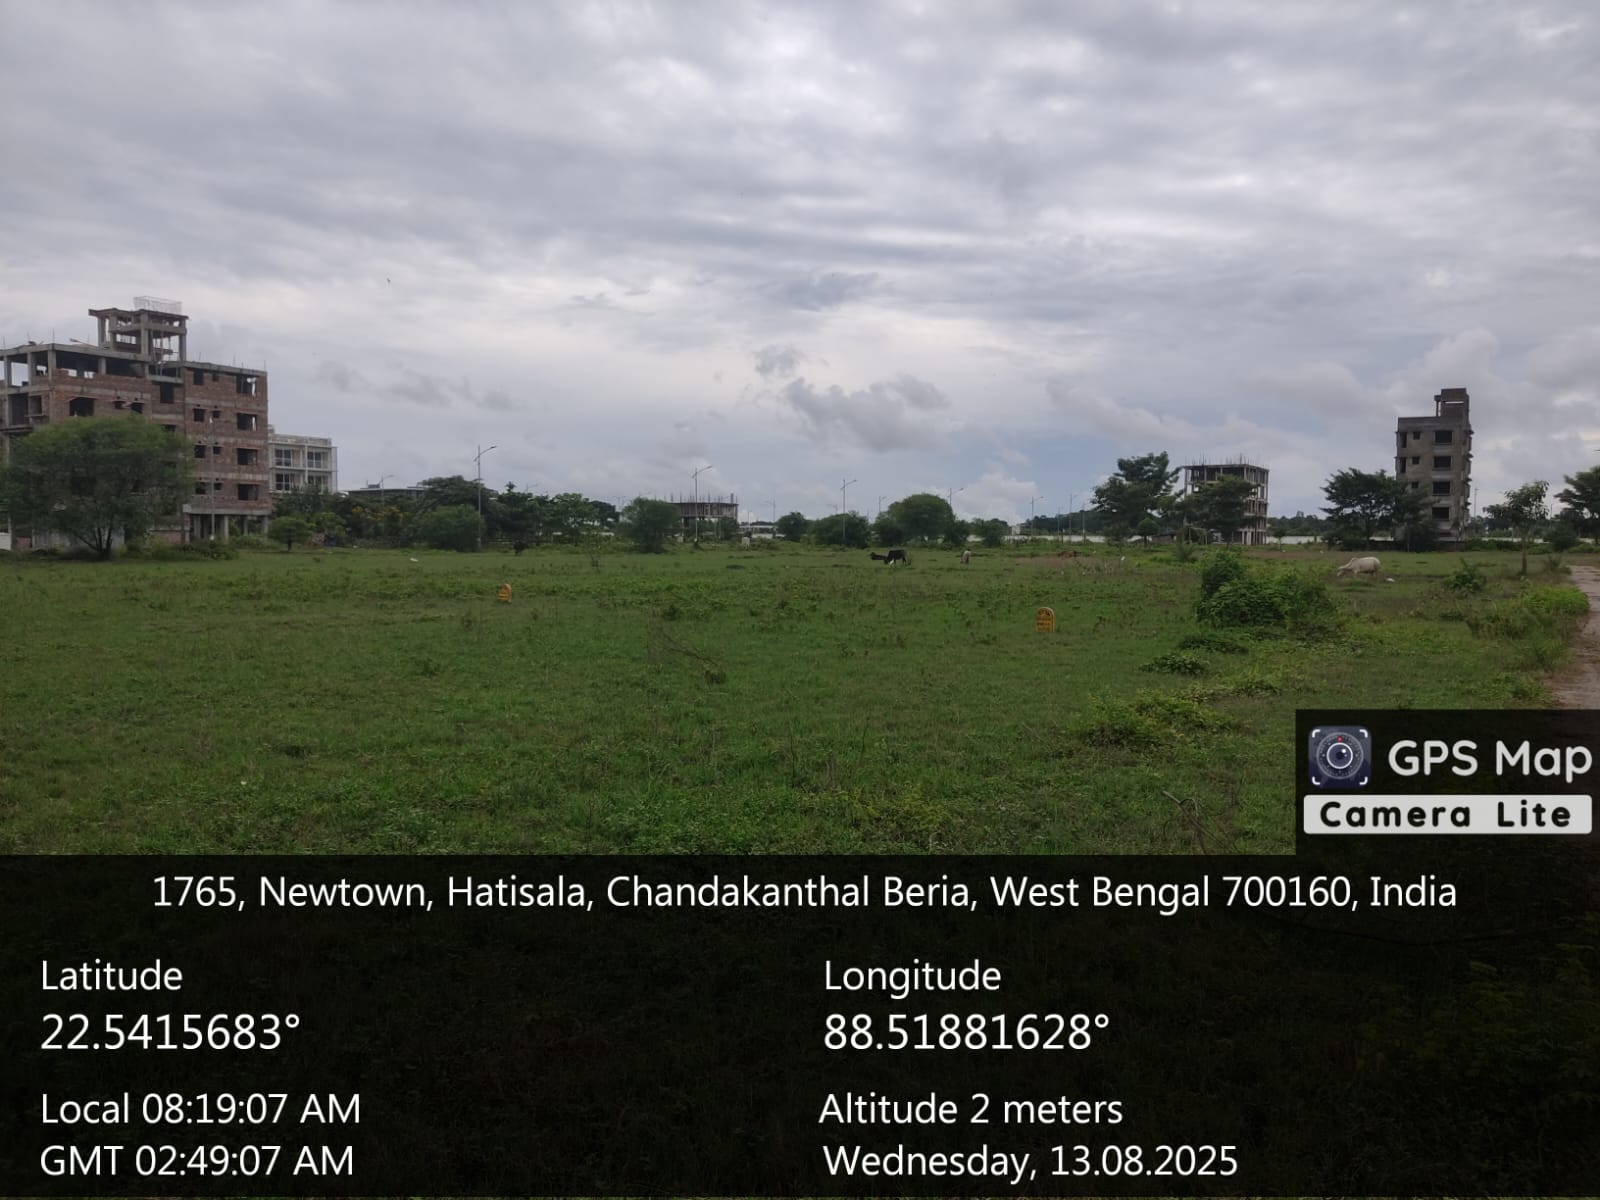 GPS Map
Camera Lite
1765, Newtown, Hatisala, Chandakanthal Beria, West Bengal 700160, India
Latitude
22.5415683°
Longitude
88.51881628°
Local 08:19:07 AM
GMT 02:49:07 AM
Altitude 2 meters
Wednesday, 13.08.2025